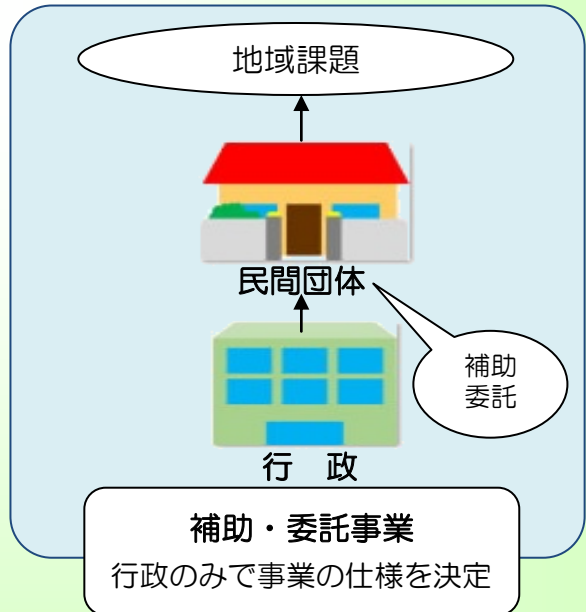 地域課題
民間団体
補助
委託
行　政
補助・委託事業
行政のみで事業の仕様を決定